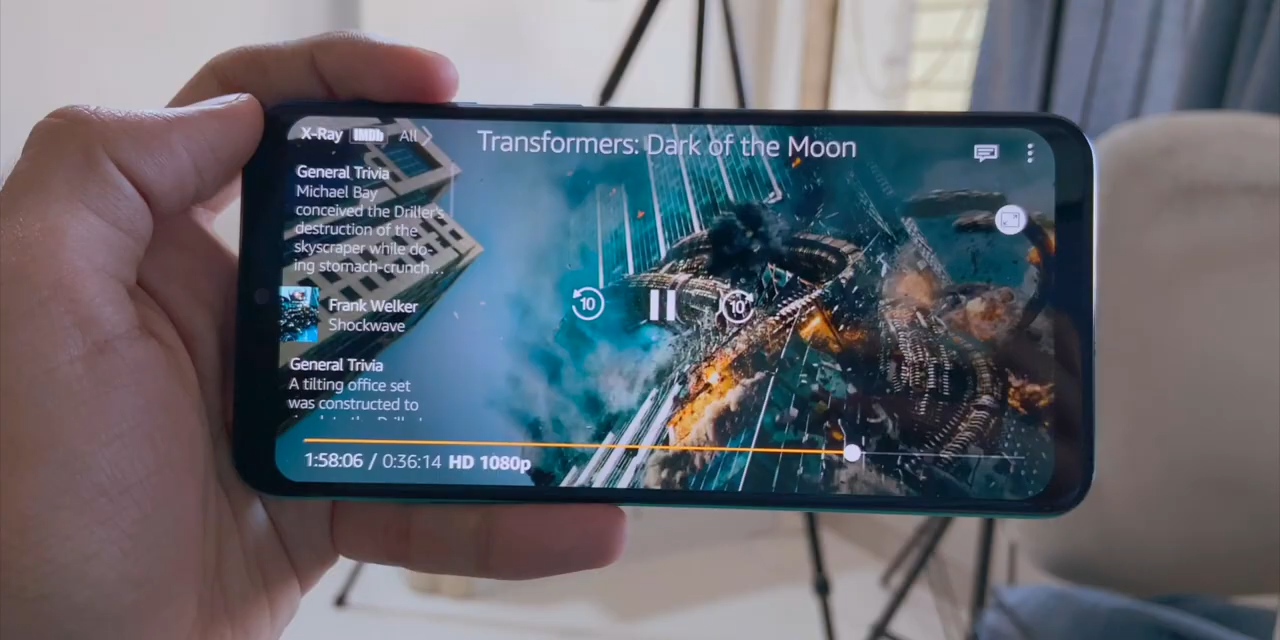 X-Ray IMDb All
Transformers: Dark of the Moon
General Trivia
Michael Bay
conceived the Driller's
destruction of the
skyscraper while do-
ing stomach-crunch...
Frank Welker
Shockwave
General Trivia
A tilting office set
was constructed to
10
10
1:58:06 / 0:36:14 HD 1080p